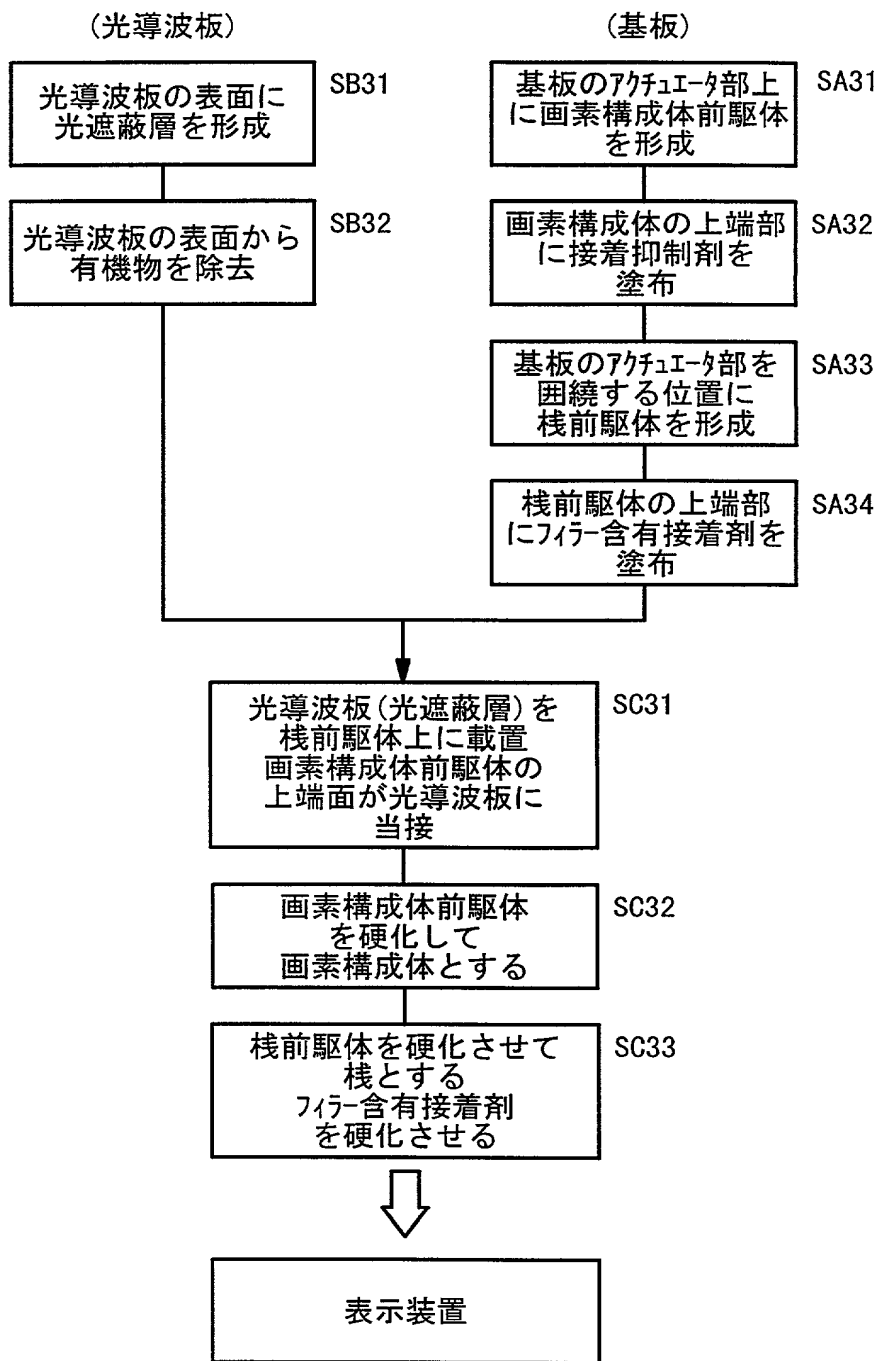 (光導波板)
光導波板の表面に
光遮蔽層を形成
SB31
光導波板の表面から
有機物を除去
SB32
(基板)
基板のｱｸﾁｭｴｰﾀ部上
に画素構成体前駆体
を形成
SA31
画素構成体の上端部
に接着抑制剤を
塗布
SA32
基板のｱｸﾁｭｴｰﾀ部を
囲繞する位置に
桟前駆体を形成
SA33
桟前駆体の上端部
にﾌｨﾗｰ含有接着剤を
塗布
SA34
光導波板(光遮蔽層)を
桟前駆体上に載置
画素構成体前駆体の
上端面が光導波板に
当接
SC31
画素構成体前駆体
を硬化して
画素構成体とする
SC32
桟前駆体を硬化させて
桟とする
ﾌｨﾗｰ含有接着剤
を硬化させる
SC33
表示装置